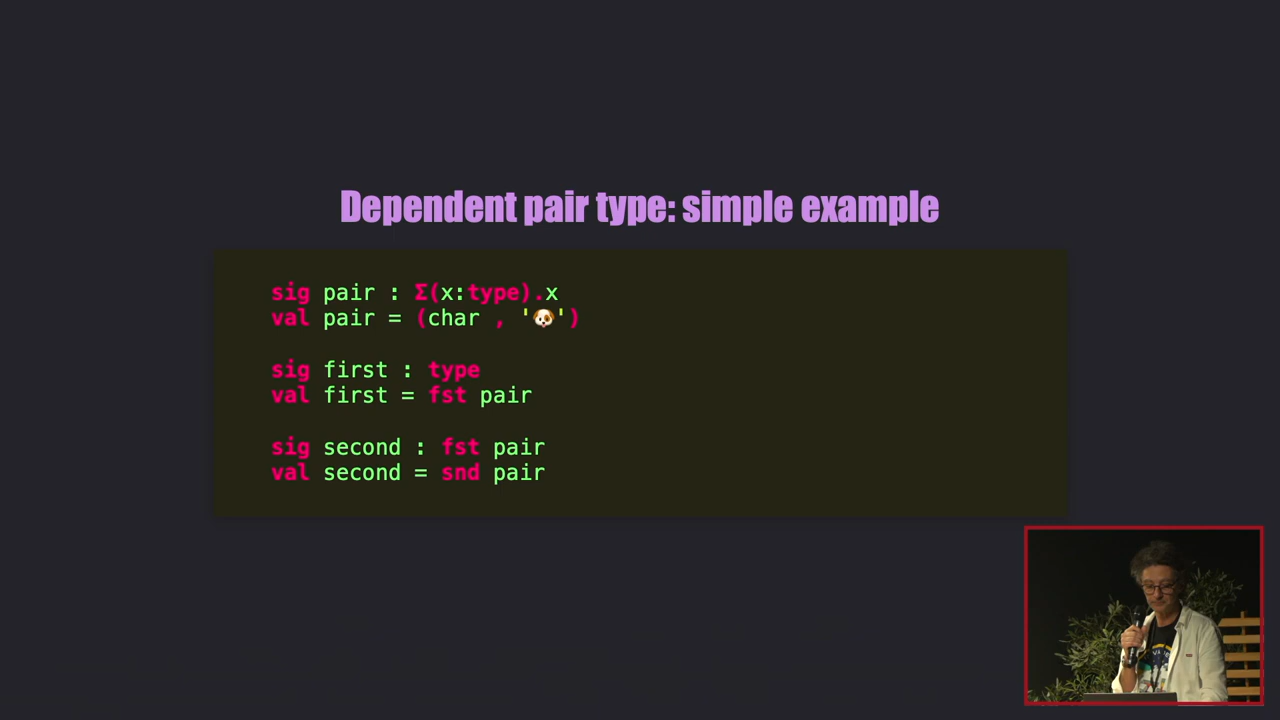 Dependent pair type: simple example
sig pair : Σ(x:type).x
val pair = (char , '🐶')
sig first : type
val first = fst pair
sig second : fst pair
val second = snd pair